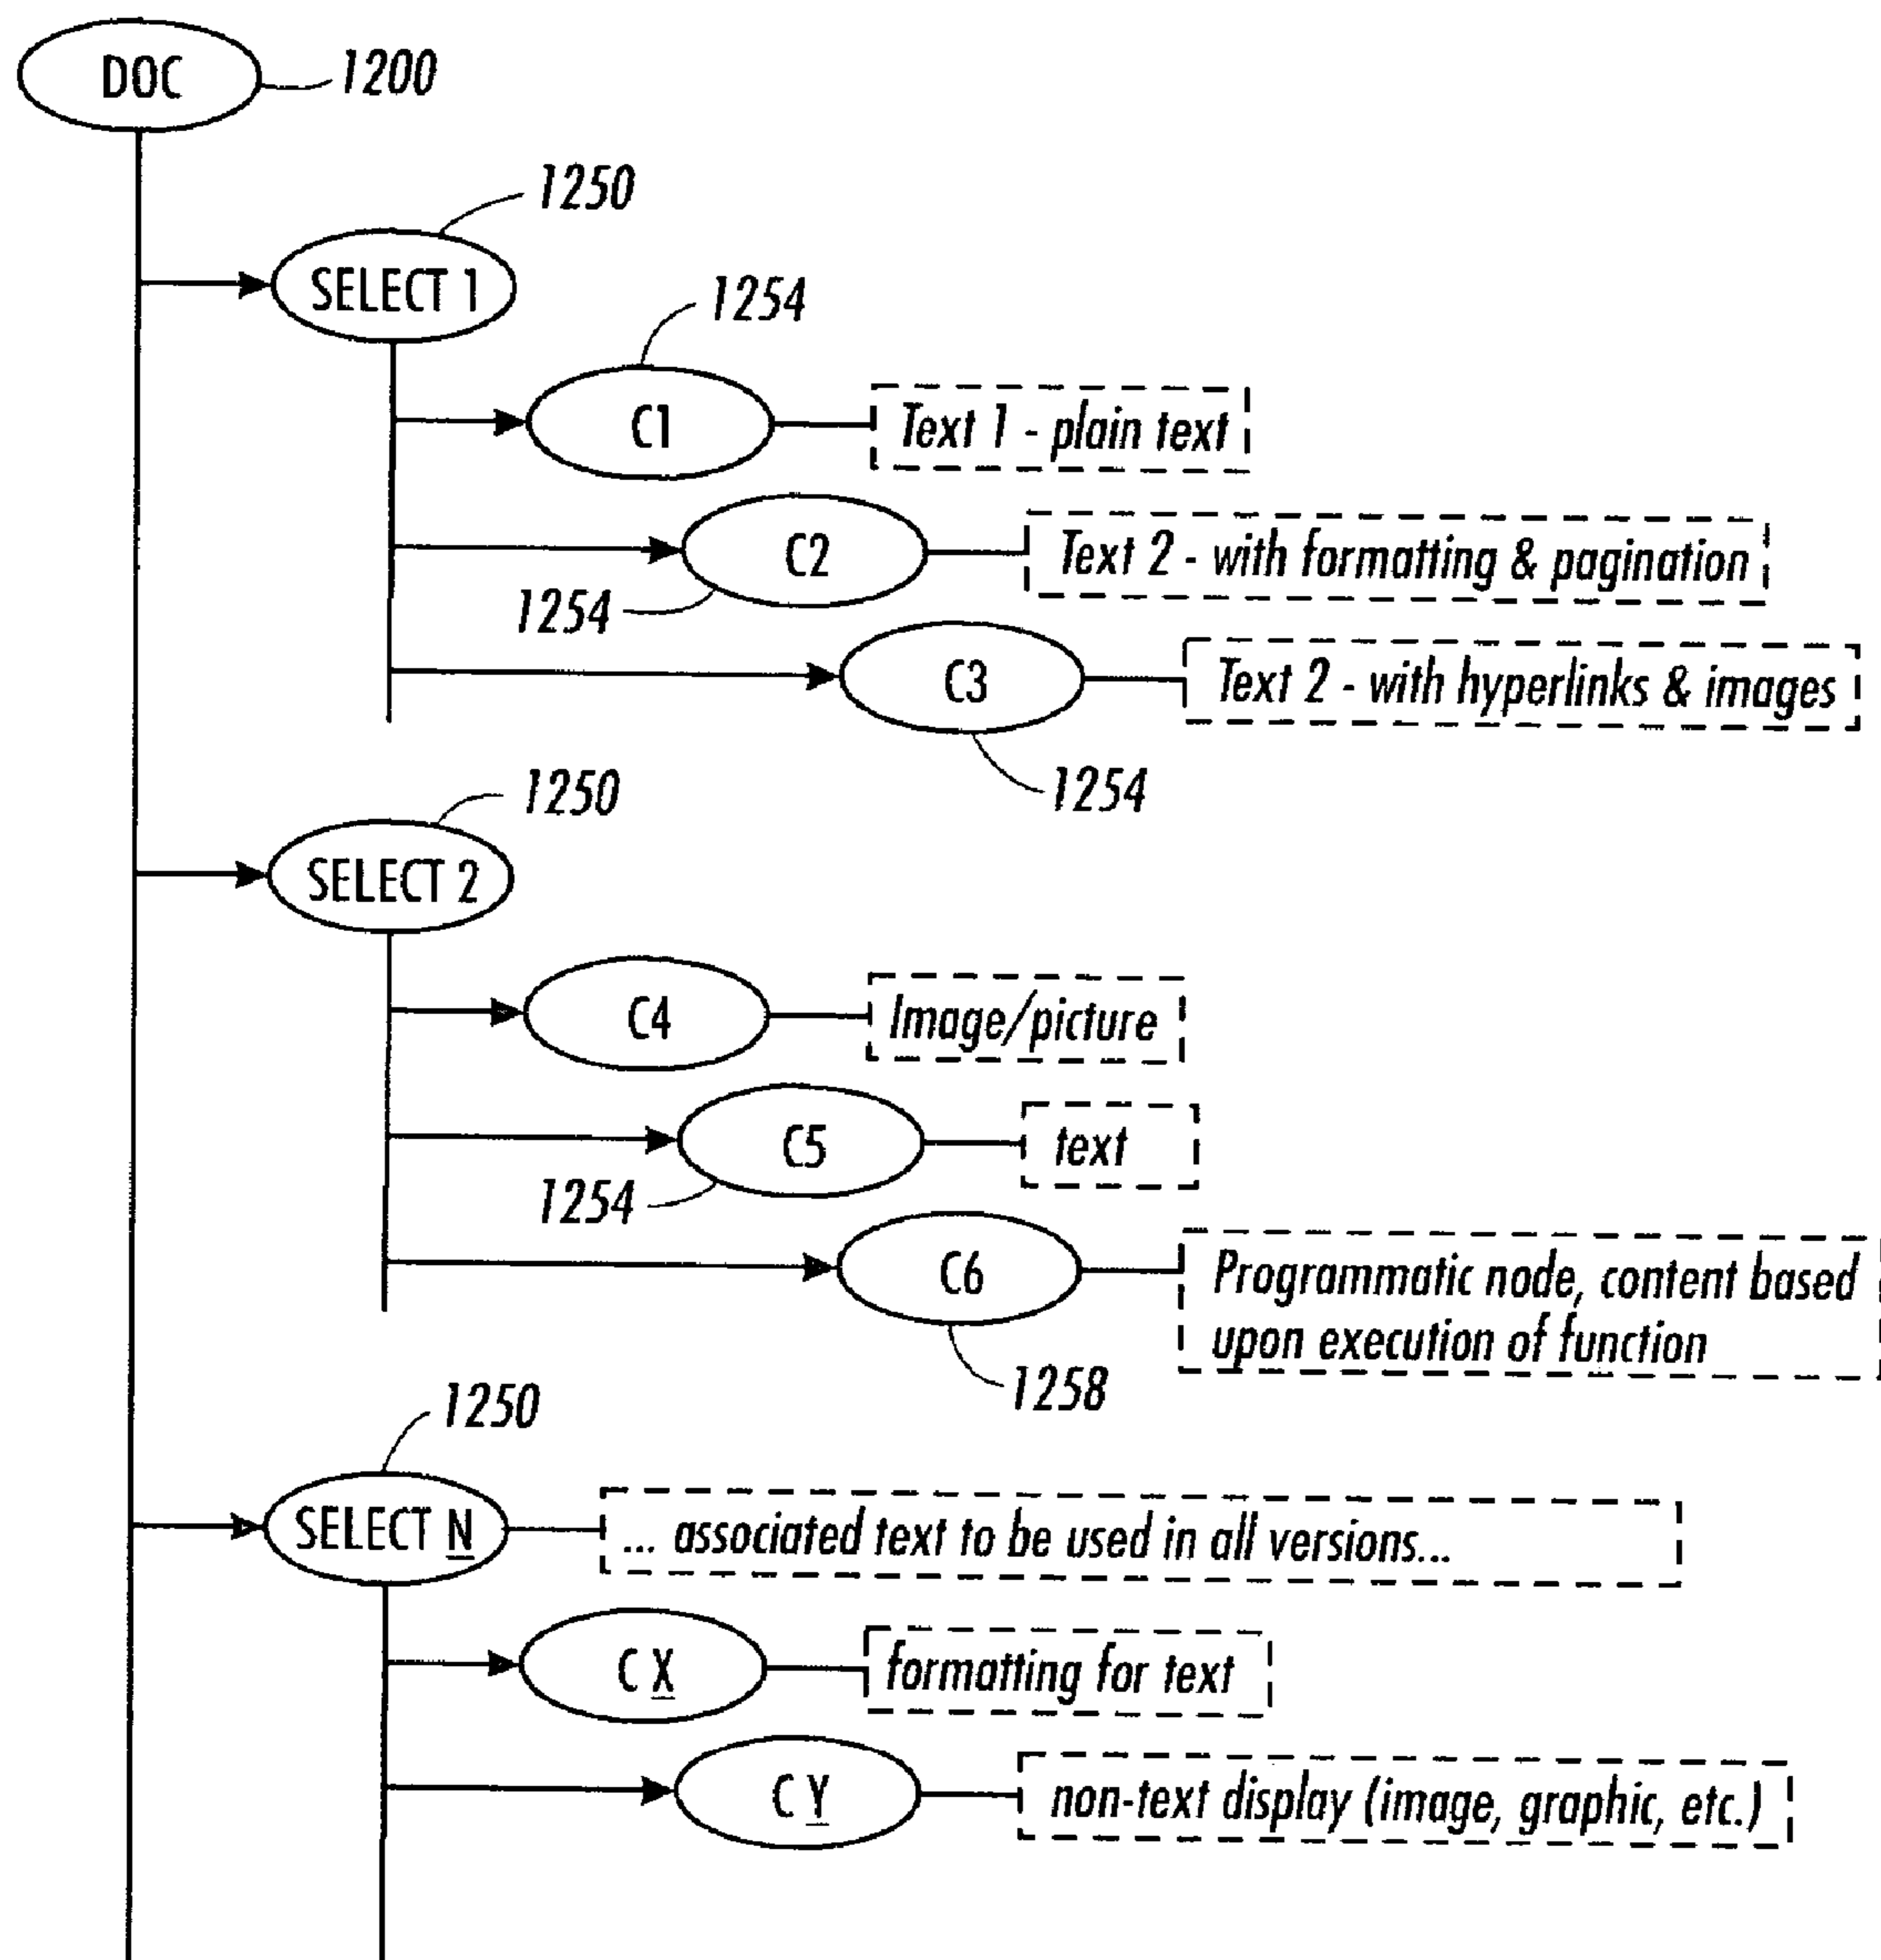 DOC 1200
1250
SELECT 1
1254
C1 Text 1 - plain text
C2 Text 2 - with formatting & pagination
1254
C3 Text 2 - with hyperlinks & images
1254
1250
SELECT 2
C4 Image/picture
C5 text
1254
C6 Programmatic node, content based
upon execution of function
1258
1250
SELECT N ... associated text to be used in all versions...
C X formatting for text
C Y non-text display (image, graphic, etc.)